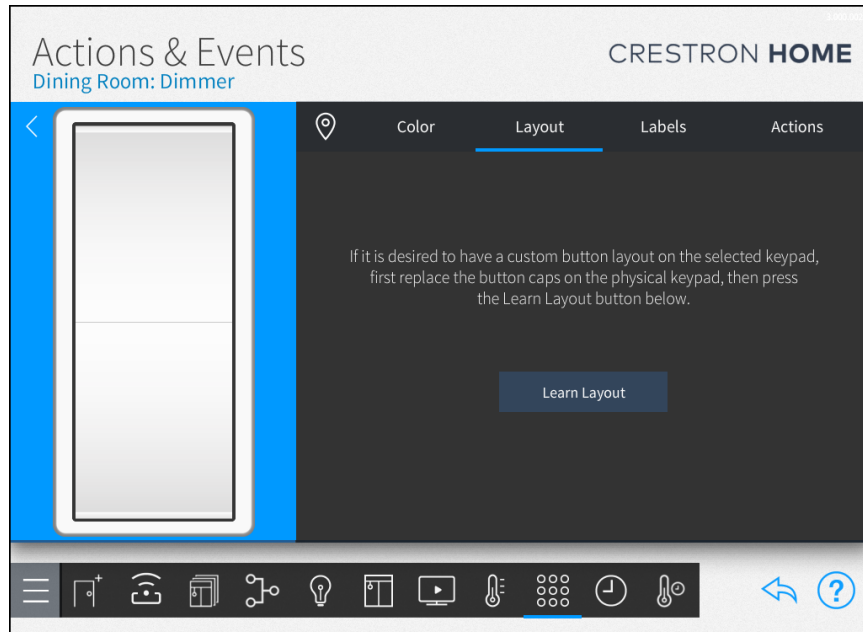 Actions & Events
Dining Room: Dimmer
CRESTRON HOME
Color
Layout
Labels
Actions
If it is desired to have a custom button layout on the selected keypad,
first replace the button caps on the physical keypad, then press
the Learn Layout button below.
Learn Layout
?